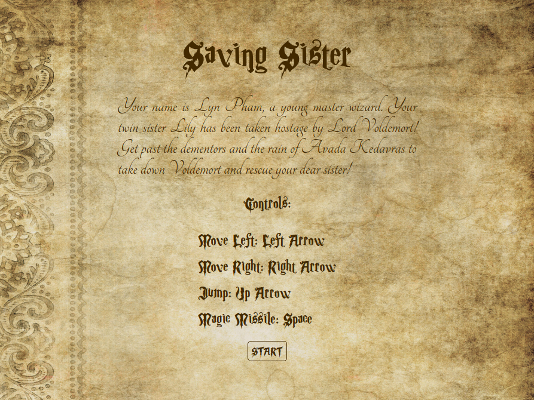 Saving Sister
Your name is Lyn Pham, a young master wizard. Your
twin sister Lily has been taken hostage by Lord Voldemort!
Get past the dementors and the rain of Avada Kedavras to
take down Voldemort and rescue your dear sister!
Controls:
Move Left: Left Arrow
Move Right: Right Arrow
Jump: Up Arrow
Magic Missile: Space
START